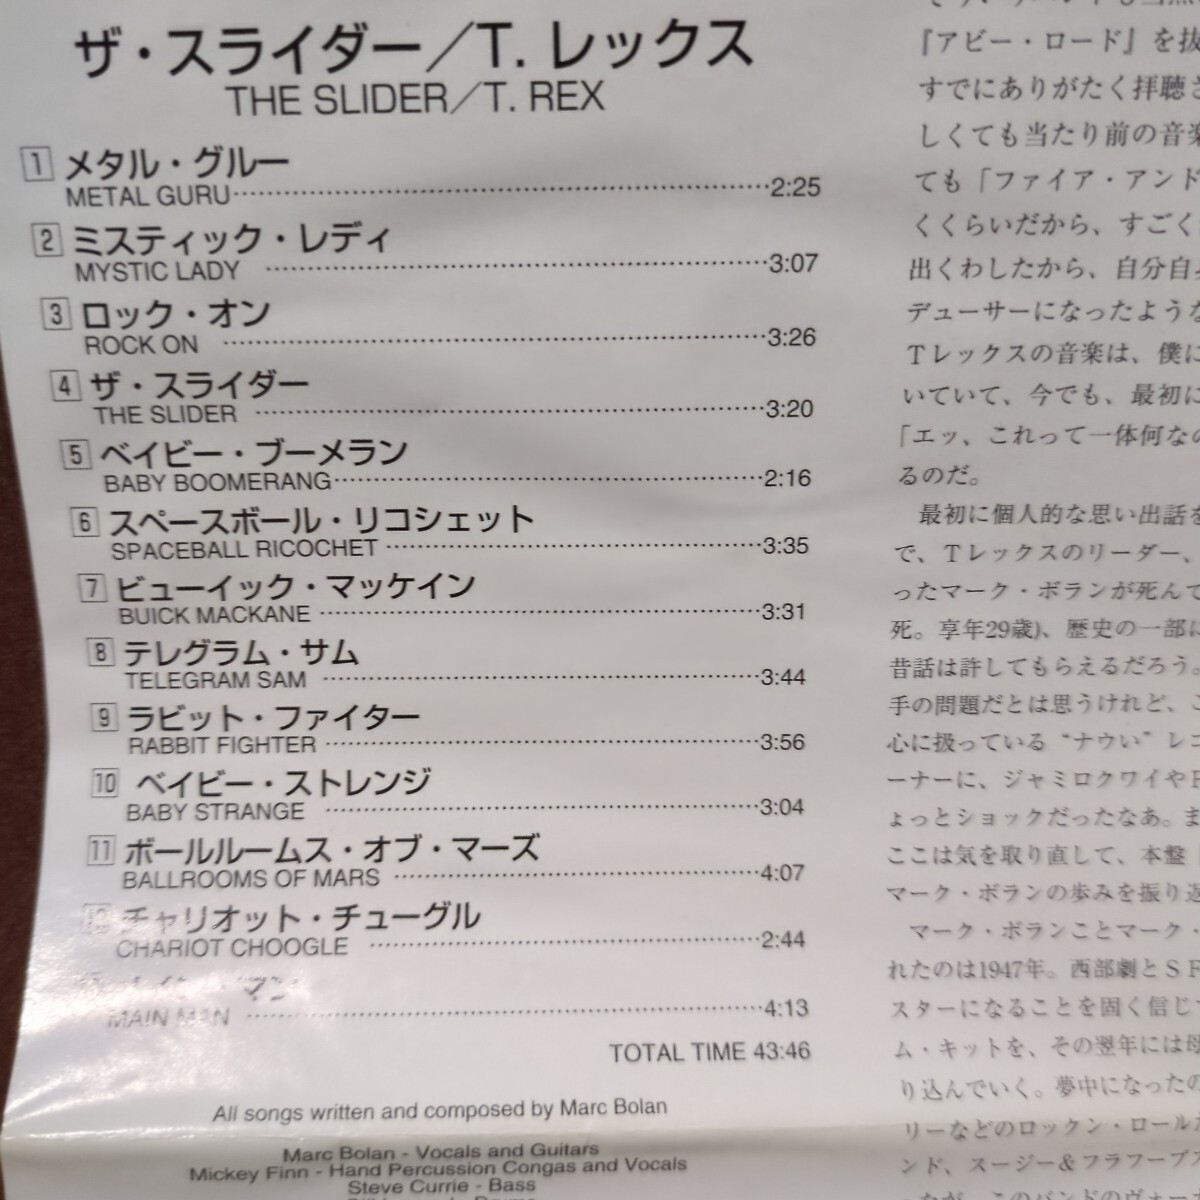 ザ・スライダー／T. レックス
THE SLIDER／T. REX
1 メタル・グルー
METAL GURU 2:25
2 ミスティック・レディ
MYSTIC LADY 3:07
3 ロック・オン
ROCK ON 3:26
4 ザ・スライダー
THE SLIDER 3:20
5 ベイビー・ブーメラン
BABY BOOMERANG 2:16
6 スペースボール・リコシェット
SPACEBALL RICOCHET 3:35
7 ビューイック・マッケイン
BUICK MACKANE 3:31
8 テレグラム・サム
TELEGRAM SAM 3:44
9 ラビット・ファイター
RABBIT FIGHTER 3:56
10 ベイビー・ストレンジ
BABY STRANGE 3:04
11 ボールルームス・オブ・マーズ
BALLROOMS OF MARS 4:07
12 チャリオット・チューグル
CHARIOT CHOOGLE 2:44
マン
MAIN MAN 4:13
TOTAL TIME 43:46
All songs written and composed by Marc Bolan
Marc Bolan - Vocals and Guitars
Mickey Finn - Hand Percussion Congas and Vocals
Steve Currie - Bass
『アビー・ロード』を抜
すでにありがたく拝聴さ
しくても当たり前の音楽
ても「ファイア・アンド
くくらいだから、すごく
出くわしたから、自分自身
デューサーになったような
Ｔレックスの音楽は、僕に
いていて、今でも、最初に
「エッ、これって一体何なの
るのだ。
最初に個人的な思い出話を
で、Ｔレックスのリーダー、
ったマーク・ボランが死んで
死。享年29歳)、歴史の一部に
昔話は許してもらえるだろう。
手の問題だとは思うけれど、こ
心に扱っている“ナウい”レコ
ーナーに、ジャミロクワイや
ょっとショックだったなあ。ま
ここは気を取り直して、本盤
マーク・ボランの歩みを振り返
マーク・ボランことマーク・
れたのは1947年。西部劇とＳＦ
スターになることを固く信じ
ム・キットを、その翌年には母
り込んでいく。夢中になったの
リーなどのロックン・ロールだ
ンド、スージー＆フラフープス